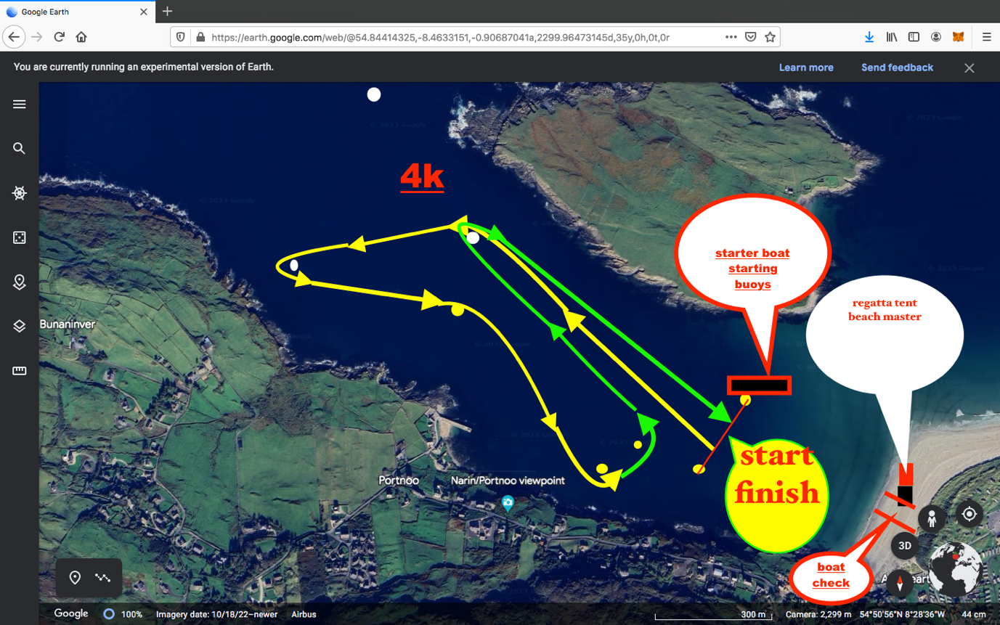 Google Earth
https://earth.google.com/web/@54.84414325,-8.4633151,-0.90687041a,2299.96473145d,35y,0h,0t,0r
You are currently running an experimental version of Earth.
Learn more
Send feedback
© 2023 Google
4k
starter boat
starting
buoys
regatta tent
beach master
Bunaninver
start
finish
Portnoo
Narin/Portnoo viewpoint
3D
boat
check
Google
100%
Imagery date: 10/18/22–newer
Airbus
300 m
Camera: 2,299 m
54°50'56"N 8°28'36"W
44 cm